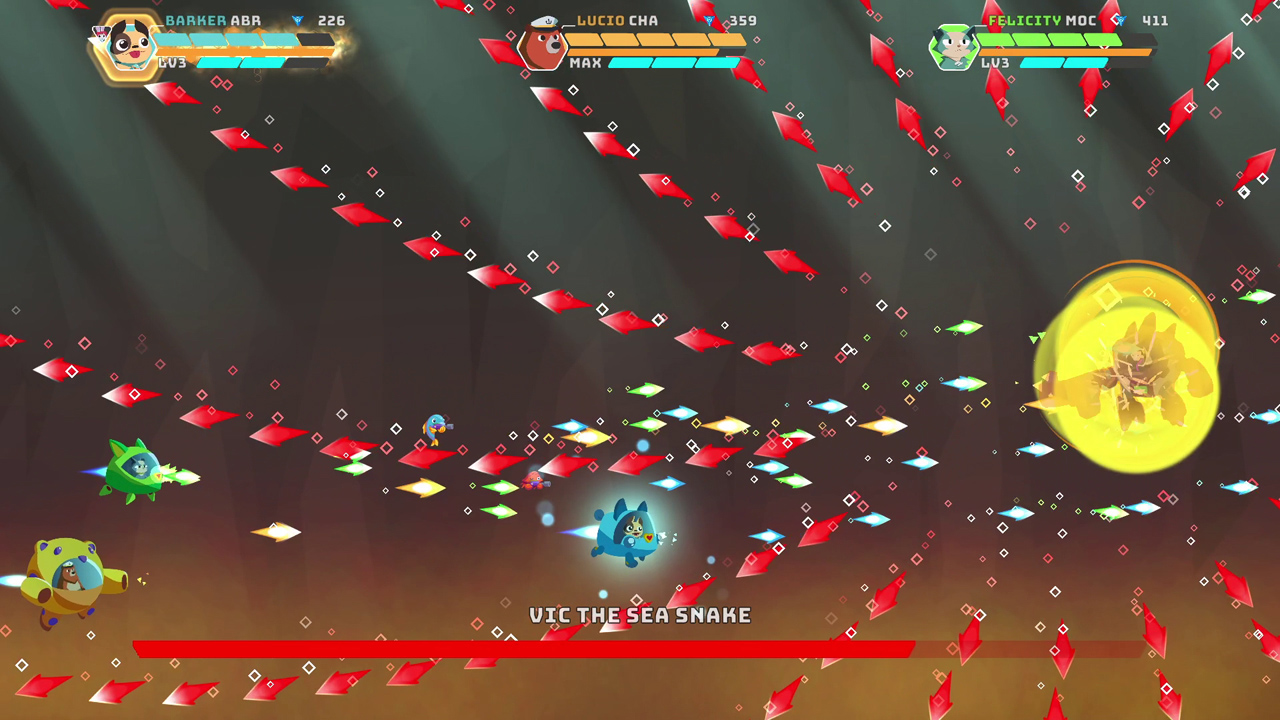 BARKER ABR 226
LV3
LUCIO CHA 359
MAX
FELICITY MOC 411
LV3
VIC THE SEA SNAKE